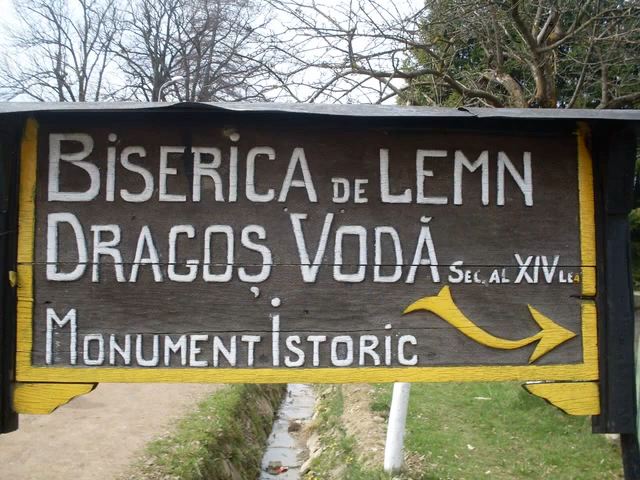 Biserica de Lemn
Dragoș Vodă Sec. al XIV lea
Monument istoric